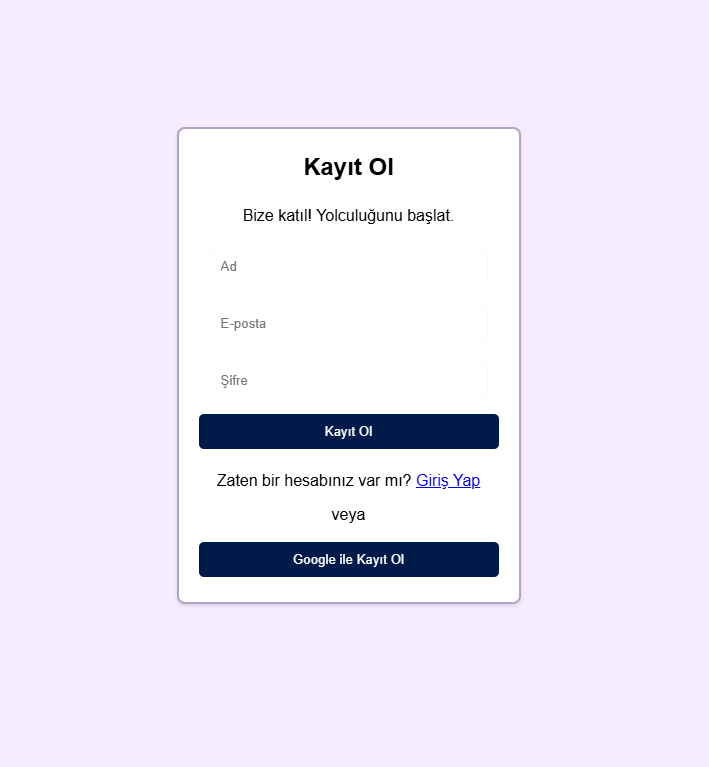 Kayıt Ol
Bize katıl! Yolculuğunu başlat.
Ad
E-posta
Şifre
Kayıt Ol
Zaten bir hesabınız var mı? Giriş Yap
veya
Google ile Kayıt Ol